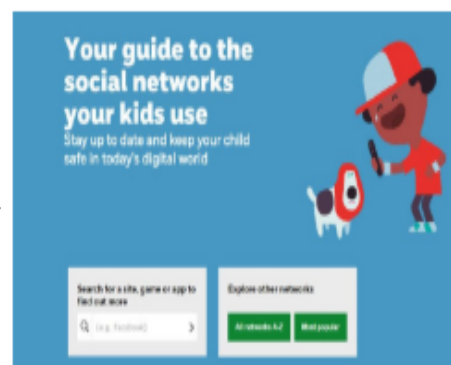 Your guide to the
social networks
your kids use
Stay up to date and keep your child
safe in today's digital world
Search for a site, game or app to
find out more
(e.g. Facebook)
Explore other networks
All networks A-Z
Most popular